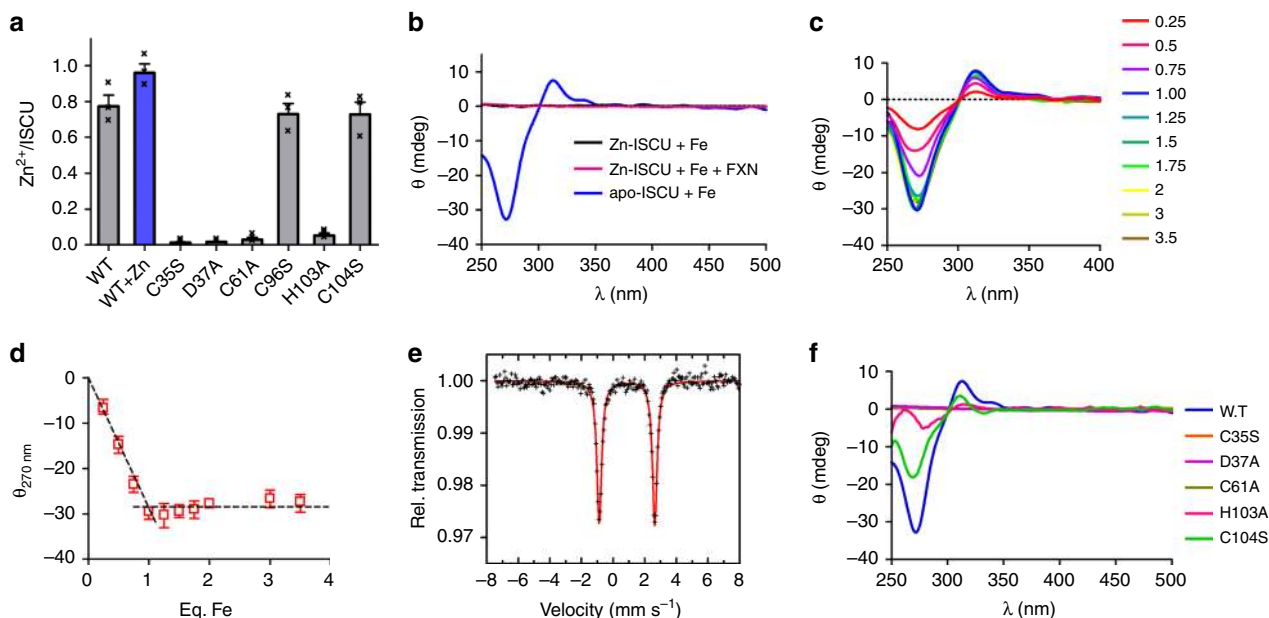 a
Zn2+/ISCU
1.0
0.8
0.6
0.4
0.2
0.0
WT
WT+Zn
C35S
D37A
C61A
C96S
H103A
C104S
b
θ (mdeg)
10
0
−10
−20
−30
−40
250 300 350 400 450 500
λ (nm)
Zn-ISCU + Fe
Zn-ISCU + Fe + FXN
apo-ISCU + Fe
c
θ (mdeg)
10
0
−10
−20
−30
−40
250 300 350 400
λ (nm)
0.25
0.5
0.75
1.00
1.25
1.5
1.75
2
3
3.5
d
θ270 nm
0
−10
−20
−30
−40
0 1 2 3 4
Eq. Fe
e
Rel. transmission
1.00
0.99
0.98
0.97
−8 −6 −4 −2 0 2 4 6 8
Velocity (mm s−1)
f
θ (mdeg)
10
0
−10
−20
−30
−40
250 300 350 400 450 500
λ (nm)
W.T
C35S
D37A
C61A
H103A
C104S